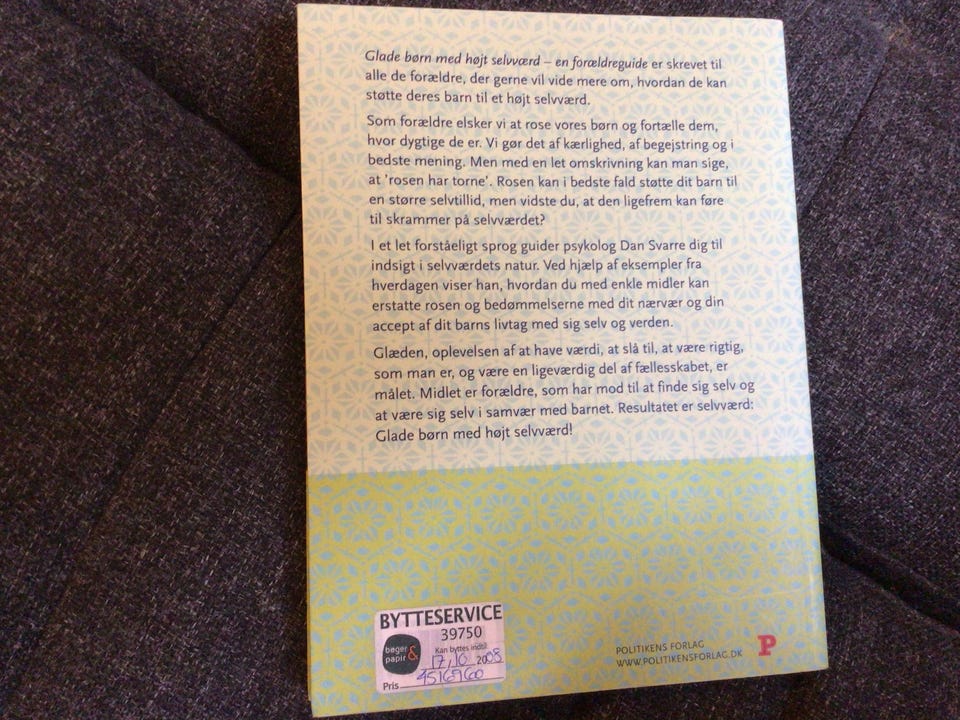 Glade børn med højt selvværd – en forældreguide er skrevet til
alle de forældre, der gerne vil vide mere om, hvordan de kan
støtte deres barn til et højt selvværd.
Som forældre elsker vi at rose vores børn og fortælle dem,
hvor dygtige de er. Vi gør det af kærlighed, af begejstring og i
bedste mening. Men med en let omskrivning kan man sige,
at 'rosen har torne'. Rosen kan i bedste fald støtte dit barn til
en større selvtillid, men vidste du, at den ligefrem kan føre
til skrammer på selvværdet?
I et let forståeligt sprog guider psykolog Dan Svarre dig til
indsigt i selvværdets natur. Ved hjælp af eksempler fra
hverdagen viser han, hvordan du med enkle midler kan
erstatte rosen og bedømmelserne med dit nærvær og din
accept af dit barns livtag med sig selv og verden.
Glæden, oplevelsen af at have værdi, at slå til, at være rigtig,
som man er, og være en ligeværdig del af fællesskabet, er
målet. Midlet er forældre, som har mod til at finde sig selv og
at være sig selv i samvær med barnet. Resultatet er selvværd:
Glade børn med højt selvværd!
BYTTESERVICE
39750
bøger & papir
Kan byttes indtil
17,10 2008
Pris 4516960
POLITIKENS FORLAG
WWW.POLITIKENSFORLAG.DK
P